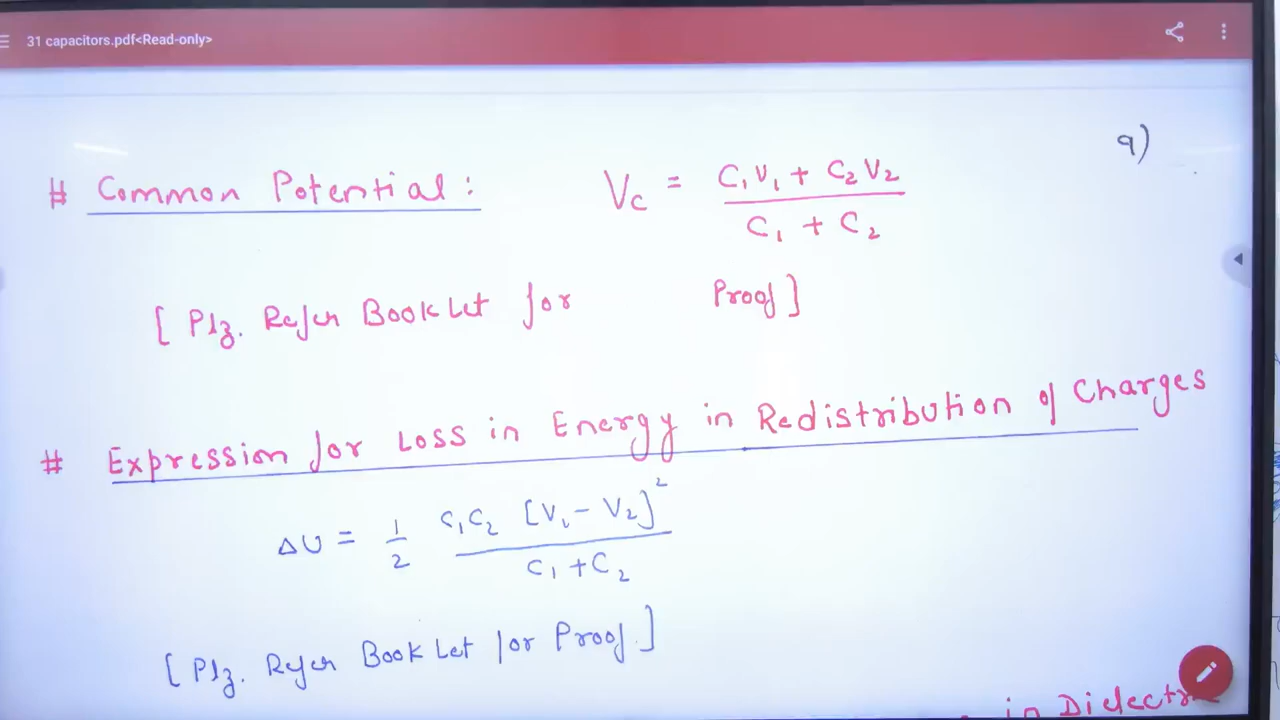 31 capacitors.pdf<Read-only>
9)
# Common Potential : Vc = C₁V₁ + C₂V₂ / C₁ + C₂
[ Plz. Refer Booklet for Proof ]
# Expression for Loss in Energy in Redistribution of Charges
ΔU = 1/2 C₁C₂ [V₁ - V₂]² / C₁ + C₂
[ Plz. Refer Booklet for Proof. ]
in Dielectric